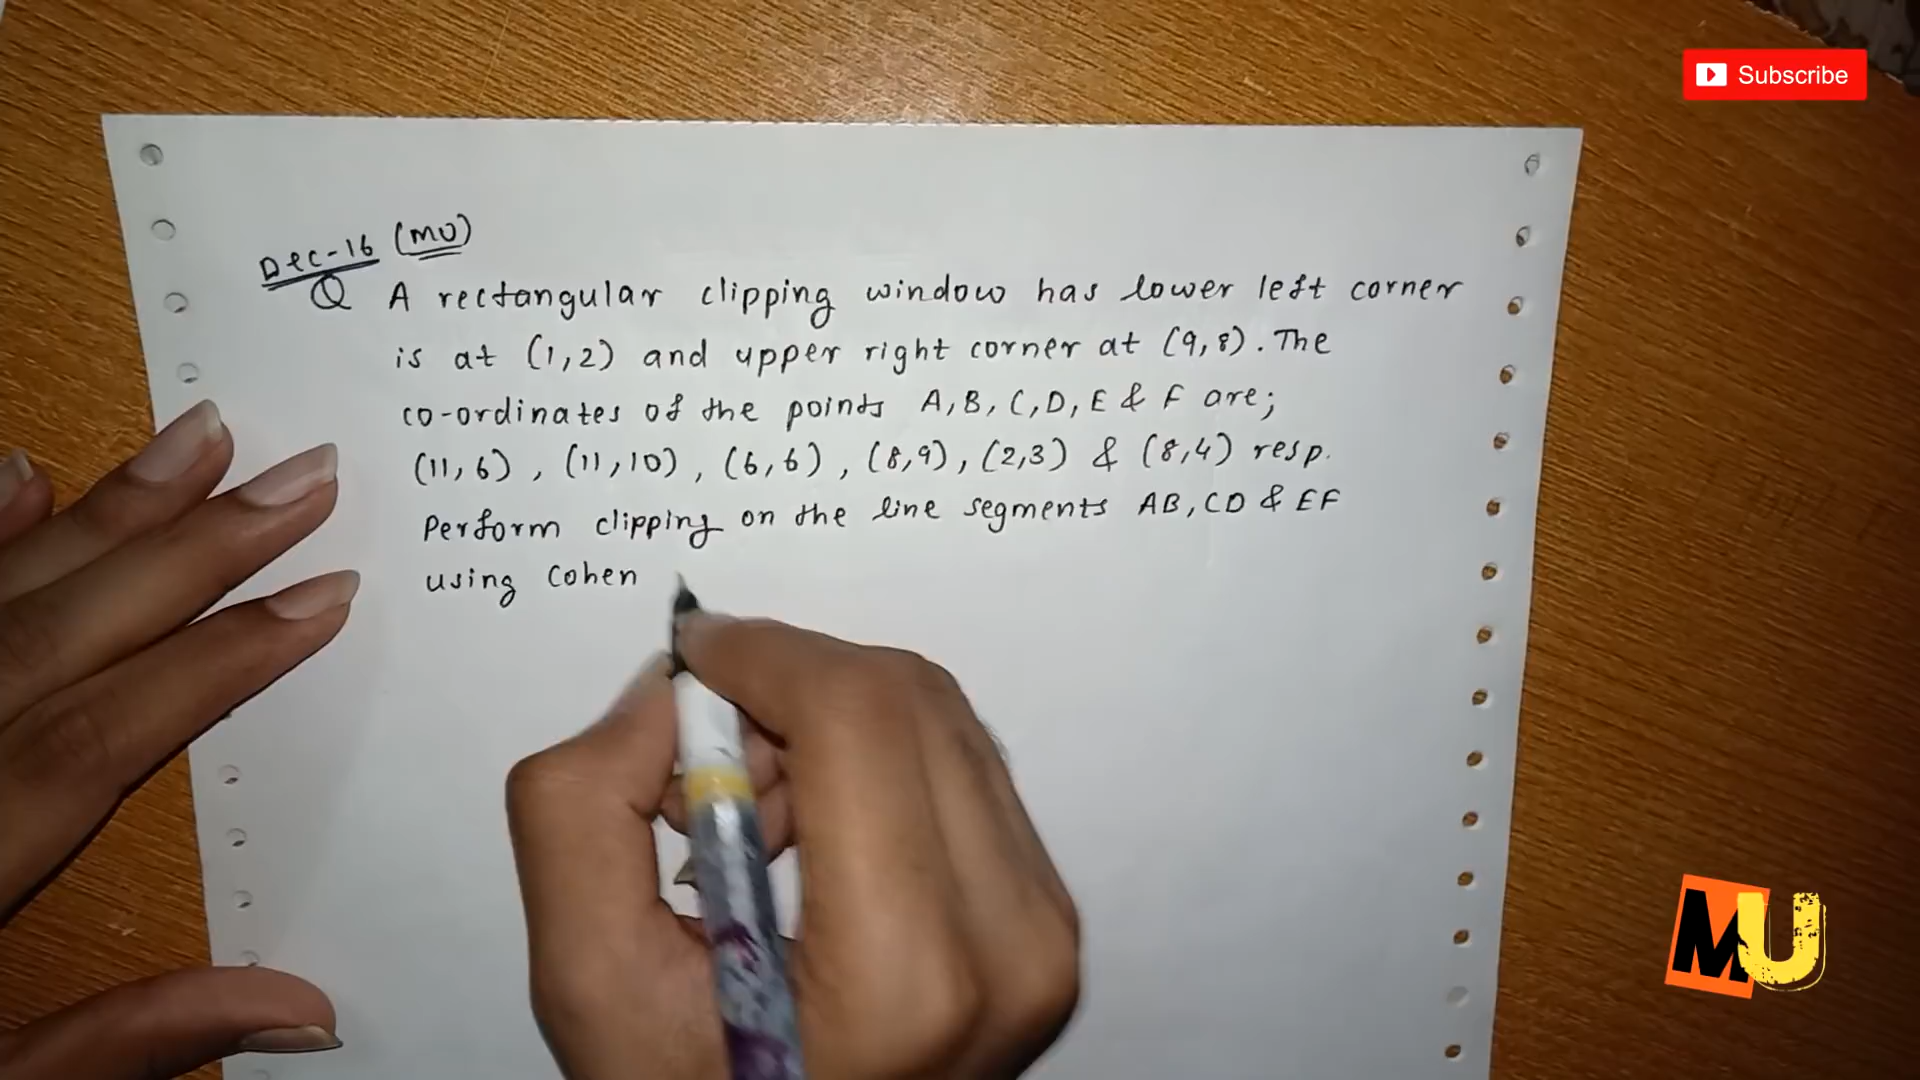 Subscribe
Dec-16 (MU)
Q A rectangular clipping window has lower left corner
is at (1,2) and upper right corner at (9,8). The
co-ordinates of the points A, B, C, D, E & F are;
(11,6), (11,10), (6,6), (8,9), (2,3) & (8,4) resp.
Perform clipping on the line segments AB, CD & EF
using Cohen
MU